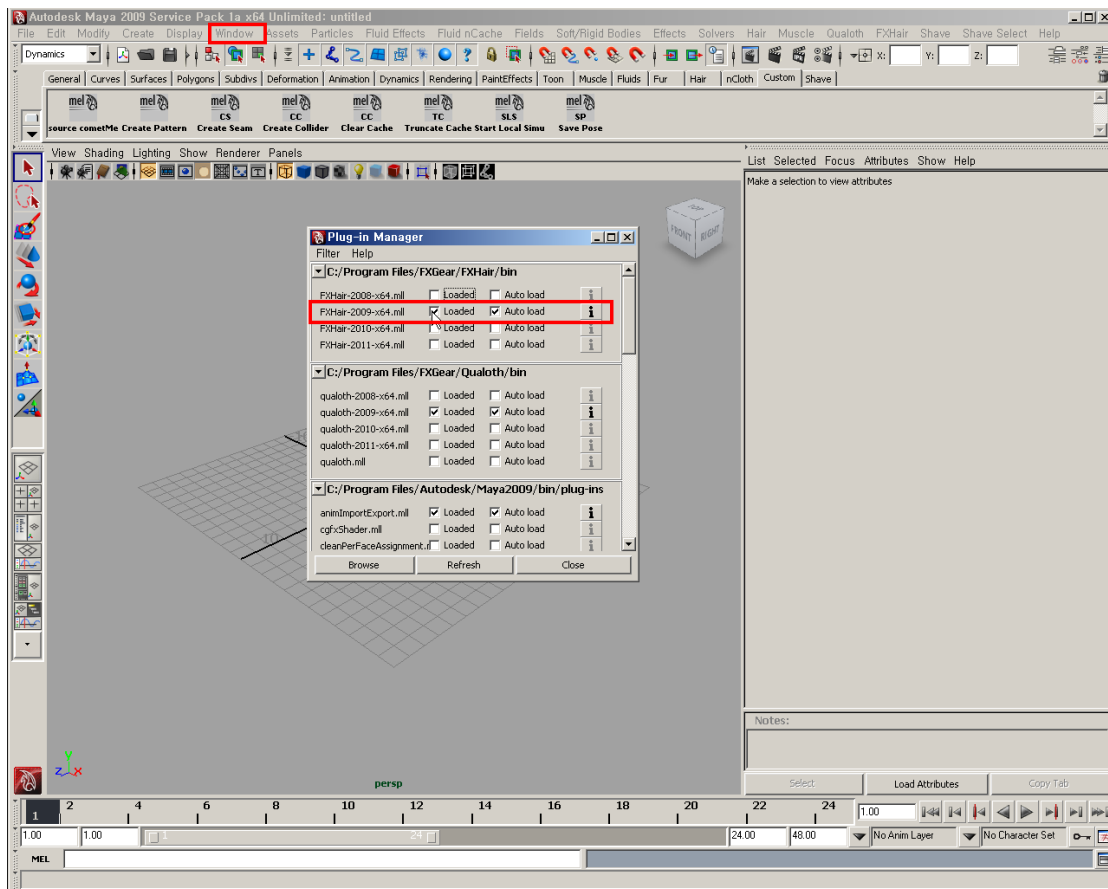 Autodesk Maya 2009 Service Pack 1a x64 Unlimited: untitled
File Edit Modify Create Display Window Assets Particles Fluid Effects Fluid nCache Fields Soft/Rigid Bodies Effects Solvers Hair Muscle Qualoth FXHair Shave Shave Select Help
Dynamics X: Y: Z:
General Curves Surfaces Polygons Subdivs Deformation Animation Dynamics Rendering PaintEffects Toon Muscle Fluids Fur Hair nCloth Custom Shave
mel mel mel mel mel mel mel mel
CS CC CC TC SLS SP
source cometMe Create Pattern Create Seam Create Collider Clear Cache Truncate Cache Start Local Simu Save Pose
View Shading Lighting Show Renderer Panels
List Selected Focus Attributes Show Help
Make a selection to view attributes
TOP
FRONT RIGHT
Plug-in Manager
Filter Help
C:/Program Files/FXGear/FXHair/bin
FXHair-2008-x64.mll Loaded Auto load i
FXHair-2009-x64.mll Loaded Auto load i
FXHair-2010-x64.mll Loaded Auto load i
FXHair-2011-x64.mll Loaded Auto load i
C:/Program Files/FXGear/Qualoth/bin
qualoth-2008-x64.mll Loaded Auto load i
qualoth-2009-x64.mll Loaded Auto load i
qualoth-2010-x64.mll Loaded Auto load i
qualoth-2011-x64.mll Loaded Auto load i
qualoth.mll Loaded Auto load i
C:/Program Files/Autodesk/Maya2009/bin/plug-ins
animImportExport.mll Loaded Auto load i
cgfxShader.mll Loaded Auto load i
cleanPerFaceAssignment.r Loaded Auto load i
Browse Refresh Close
10
Notes:
y
z x
persp
Select Load Attributes Copy Tab
1 2 4 6 8 10 12 14 16 18 20 22 24 1.00
1.00 1.00 1 24 24.00 48.00 No Anim Layer No Character Set
MEL